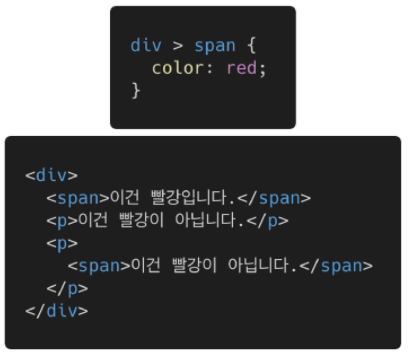 div > span {
  color: red;
}
<div>
  <span>이건 빨강입니다.</span>
  <p>이건 빨강이 아닙니다.</p>
  <p>
    <span>이건 빨강이 아닙니다.</span>
  </p>
</div>